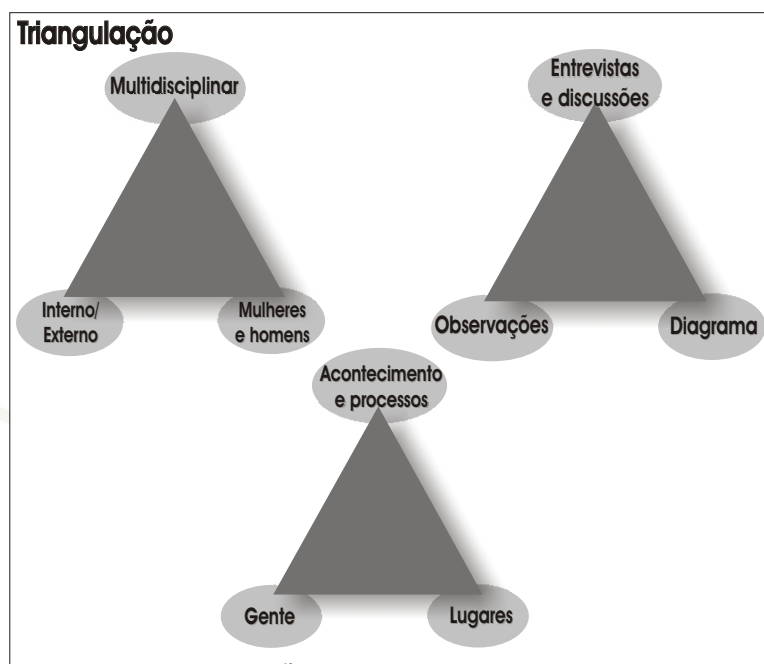 Triangulação
Multidisciplinar
Interno/
Externo
Mulheres
e homens
Entrevistas
e discussões
Observações
Diagrama
Acontecimento
e processos
Gente
Lugares